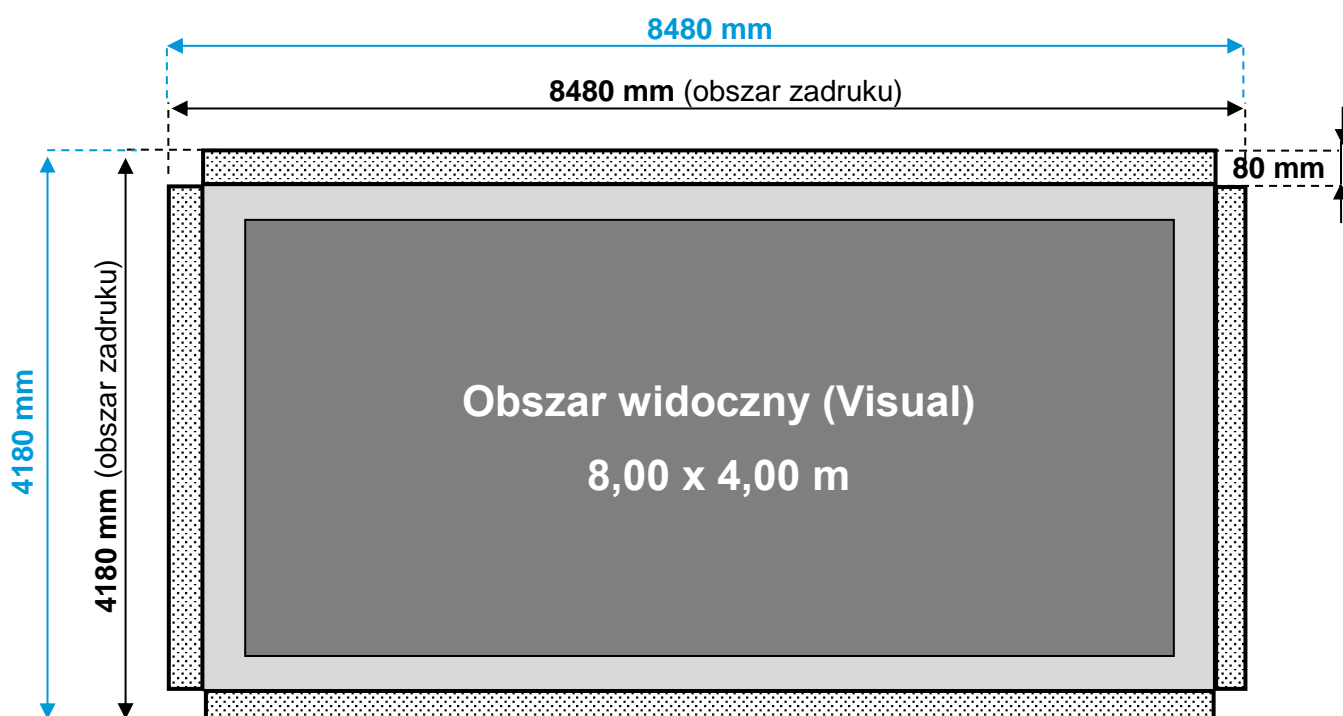 8480 mm
8480 mm (obszar zadruku)
80 mm
4180 mm
4180 mm (obszar zadruku)
Obszar widoczny (Visual)
8,00 x 4,00 m